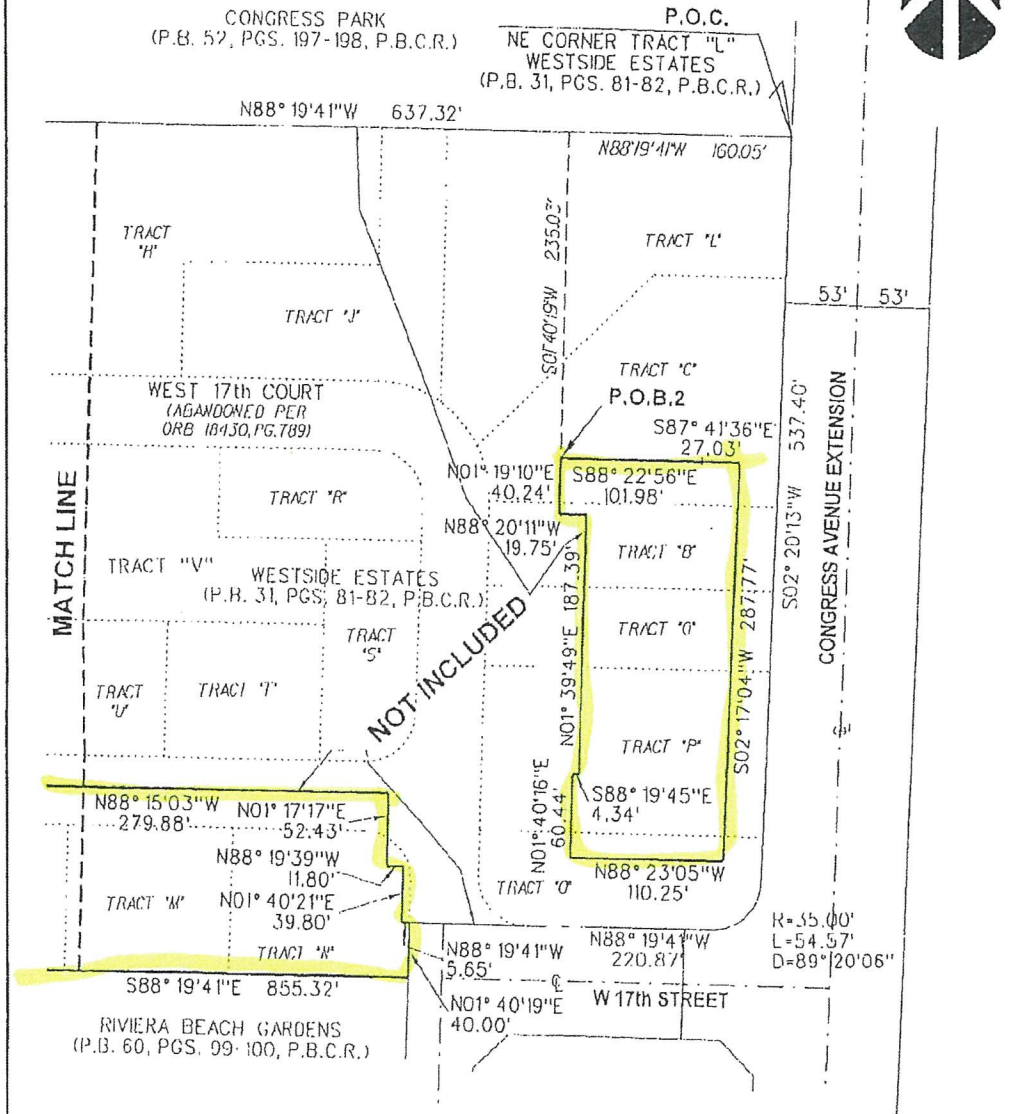 CONGRESS PARK
(P.B. 52, PGS. 197-198, P.B.C.R.)
P.O.C.
NE CORNER TRACT "L"
WESTSIDE ESTATES
(P.B. 31, PGS. 81-82, P.B.C.R.)
N88° 19'41"W 637.32'
N88°19'41"W 160.05'
TRACT "H"
S01°40'19"W 235.03'
TRACT "L"
53' 53'
TRACT "J"
TRACT "C"
WEST 17th COURT
(ABANDONED PER
ORB 18430, PG.789)
P.O.B.2
S87° 41'36"E
27.03'
N01° 19'10"E
40.24'
S88° 22'56"E
101.98'
TRACT "R"
N88° 20'11"W
19.75'
TRACT "B"
S02° 20'13"W 537.40'
CONGRESS AVENUE EXTENSION
MATCH LINE
TRACT "V"
WESTSIDE ESTATES
(P.B. 31, PGS. 81-82, P.B.C.R.)
N01° 39'49"E 187.39'
TRACT "Q"
S02° 17'04"W 287.77'
TRACT
"S"
TRACT
"U"
TRACT "T"
NOT INCLUDED
TRACT "P"
N88° 15'03"W
279.88'
N01° 17'17"E
52.43'
N01° 40'16"E
60.44'
S88° 19'45"E
4.34'
N88° 19'39"W
11.80'
N88° 23'05"W
110.25'
TRACT "M"
N01° 40'21"E
39.80'
TRACT "O"
R=35.00'
L=54.57'
D=89°20'06"
TRACT "N"
N88° 19'41"W
5.65'
N88° 19'41"W
220.87'
S88° 19'41"E 855.32'
N01° 40'19"E
40.00'
W 17th STREET
RIVIERA BEACH GARDENS
(P.B. 60, PGS. 99-100, P.B.C.R.)